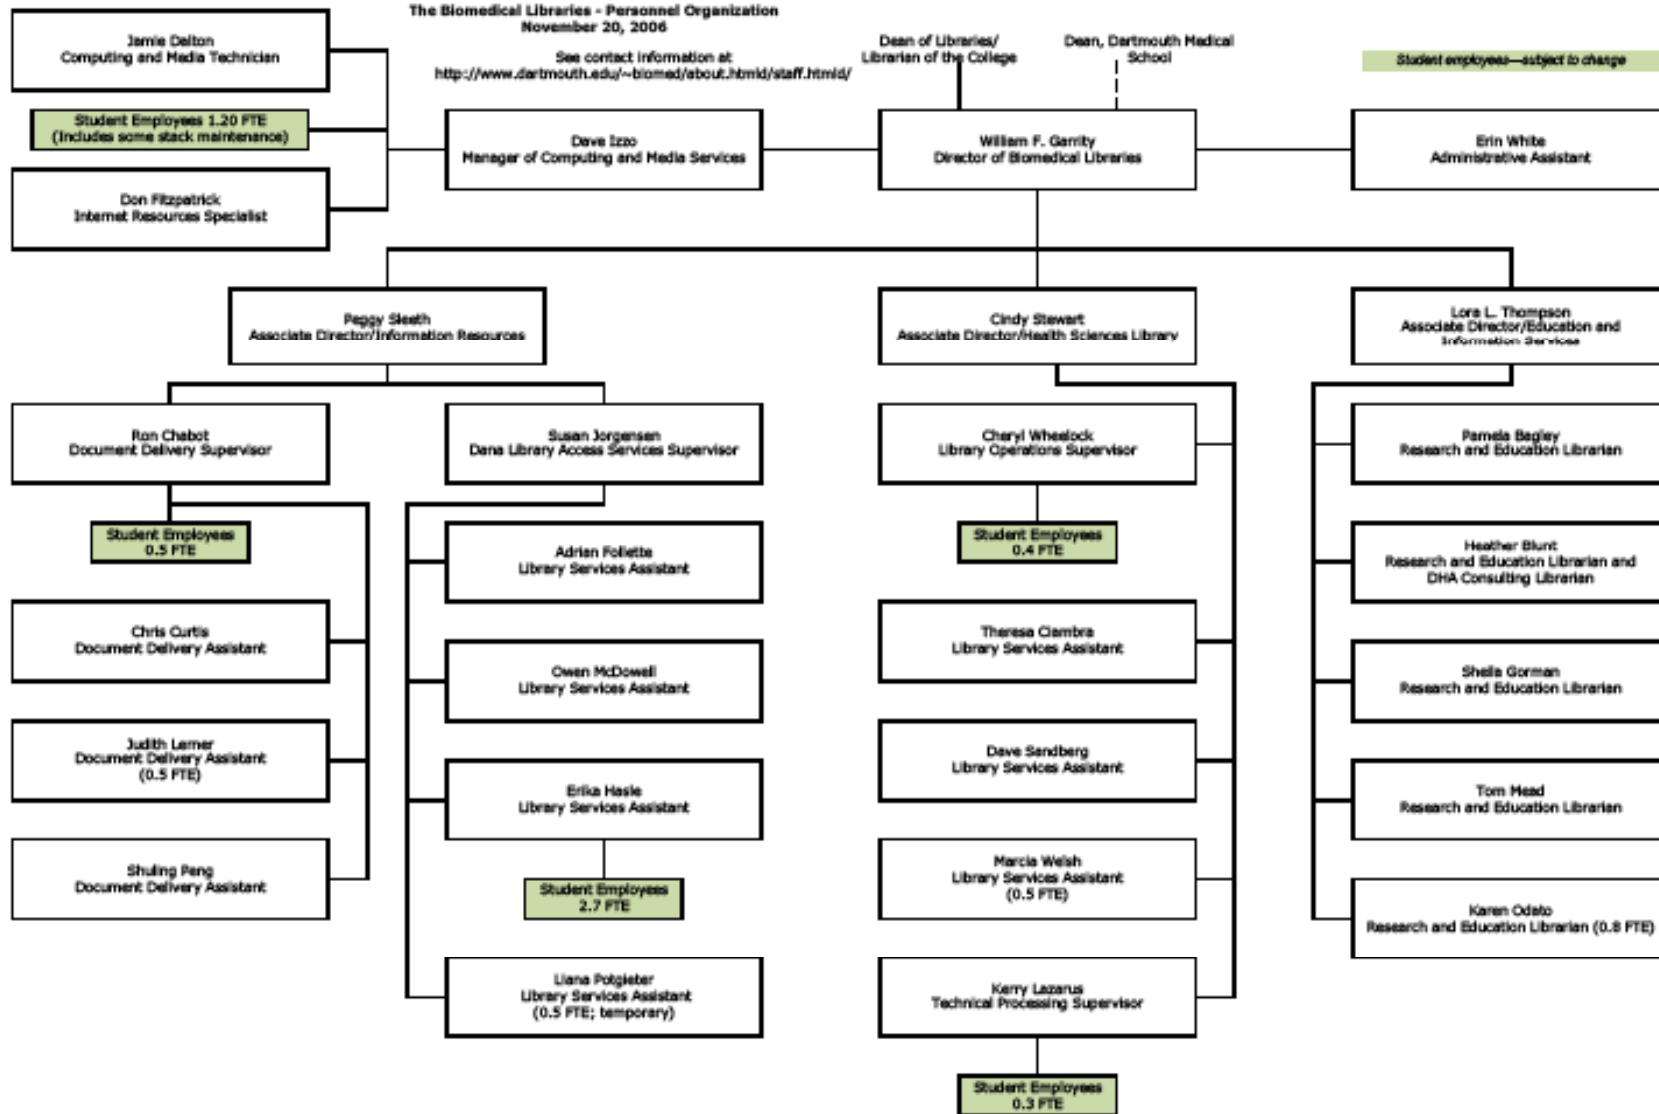 The Biomedical Libraries - Personnel Organization
November 20, 2006
See contact information at
http://www.dartmouth.edu/~biomed/about.htmld/staff.htmld/
Dean of Libraries/
Librarian of the College
Dean, Dartmouth Medical
School
Student employees—subject to change
Jamie Dalton
Computing and Media Technician
Student Employees 1.20 FTE
(Includes some stack maintenance)
Don Fitzpatrick
Internet Resources Specialist
Dave Izzo
Manager of Computing and Media Services
William F. Garrity
Director of Biomedical Libraries
Erin White
Administrative Assistant
Peggy Sleeth
Associate Director/Information Resources
Cindy Stewart
Associate Director/Health Sciences Library
Lora L. Thompson
Associate Director/Education and
Information Services
Ron Chabot
Document Delivery Supervisor
Student Employees
0.5 FTE
Chris Curtis
Document Delivery Assistant
Judith Lerner
Document Delivery Assistant
(0.5 FTE)
Shuling Peng
Document Delivery Assistant
Susan Jorgensen
Dana Library Access Services Supervisor
Adrian Follette
Library Services Assistant
Owen McDowell
Library Services Assistant
Erika Hasle
Library Services Assistant
Student Employees
2.7 FTE
Liana Potgieter
Library Services Assistant
(0.5 FTE; temporary)
Cheryl Wheelock
Library Operations Supervisor
Student Employees
0.4 FTE
Theresa Ciambra
Library Services Assistant
Dave Sandberg
Library Services Assistant
Marcia Welsh
Library Services Assistant
(0.5 FTE)
Kerry Lazarus
Technical Processing Supervisor
Student Employees
0.3 FTE
Pamela Bagley
Research and Education Librarian
Heather Blunt
Research and Education Librarian and
DHA Consulting Librarian
Sheila Gorman
Research and Education Librarian
Tom Mead
Research and Education Librarian
Karen Odato
Research and Education Librarian (0.8 FTE)